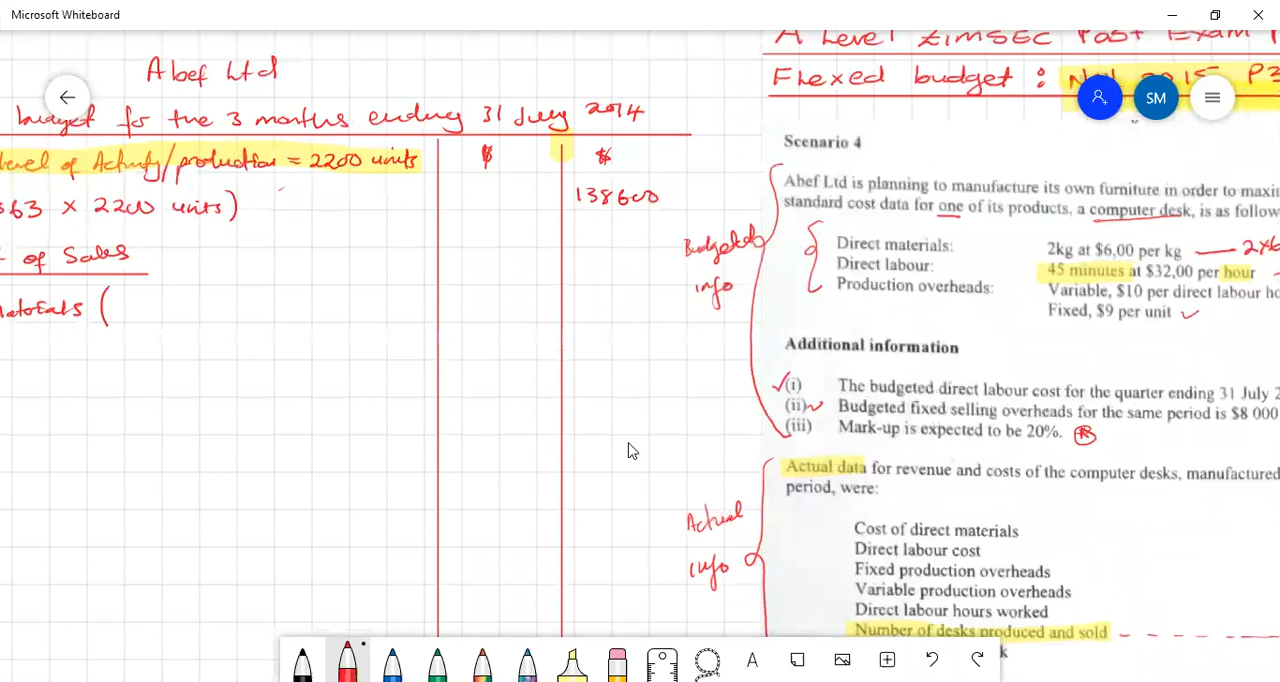 Microsoft Whiteboard
A Level ZIMSEC Past Exam
Flexed budget : Nov 2015 P3
SM
Abef Ltd
budget for the 3 months ending 31 July 2014
level of Activity/production = 2200 units
$ $
$63 × 2200 units)
138600
of Sales
Materials (
Scenario 4
Abef Ltd is planning to manufacture its own furniture in order to maxi
standard cost data for one of its products, a computer desk, is as follow
Budgeted
info
Direct materials: 2kg at $6,00 per kg — 2×6
Direct labour: 45 minutes at $32,00 per hour
Production overheads: Variable, $10 per direct labour ho
Fixed, $9 per unit
Additional information
(i) The budgeted direct labour cost for the quarter ending 31 July 2
(ii) Budgeted fixed selling overheads for the same period is $8 000
(iii) Mark-up is expected to be 20%.
Actual data for revenue and costs of the computer desks, manufactured
period, were:
Actual
info
Cost of direct materials
Direct labour cost
Fixed production overheads
Variable production overheads
Direct labour hours worked
Number of desks produced and sold
k
A